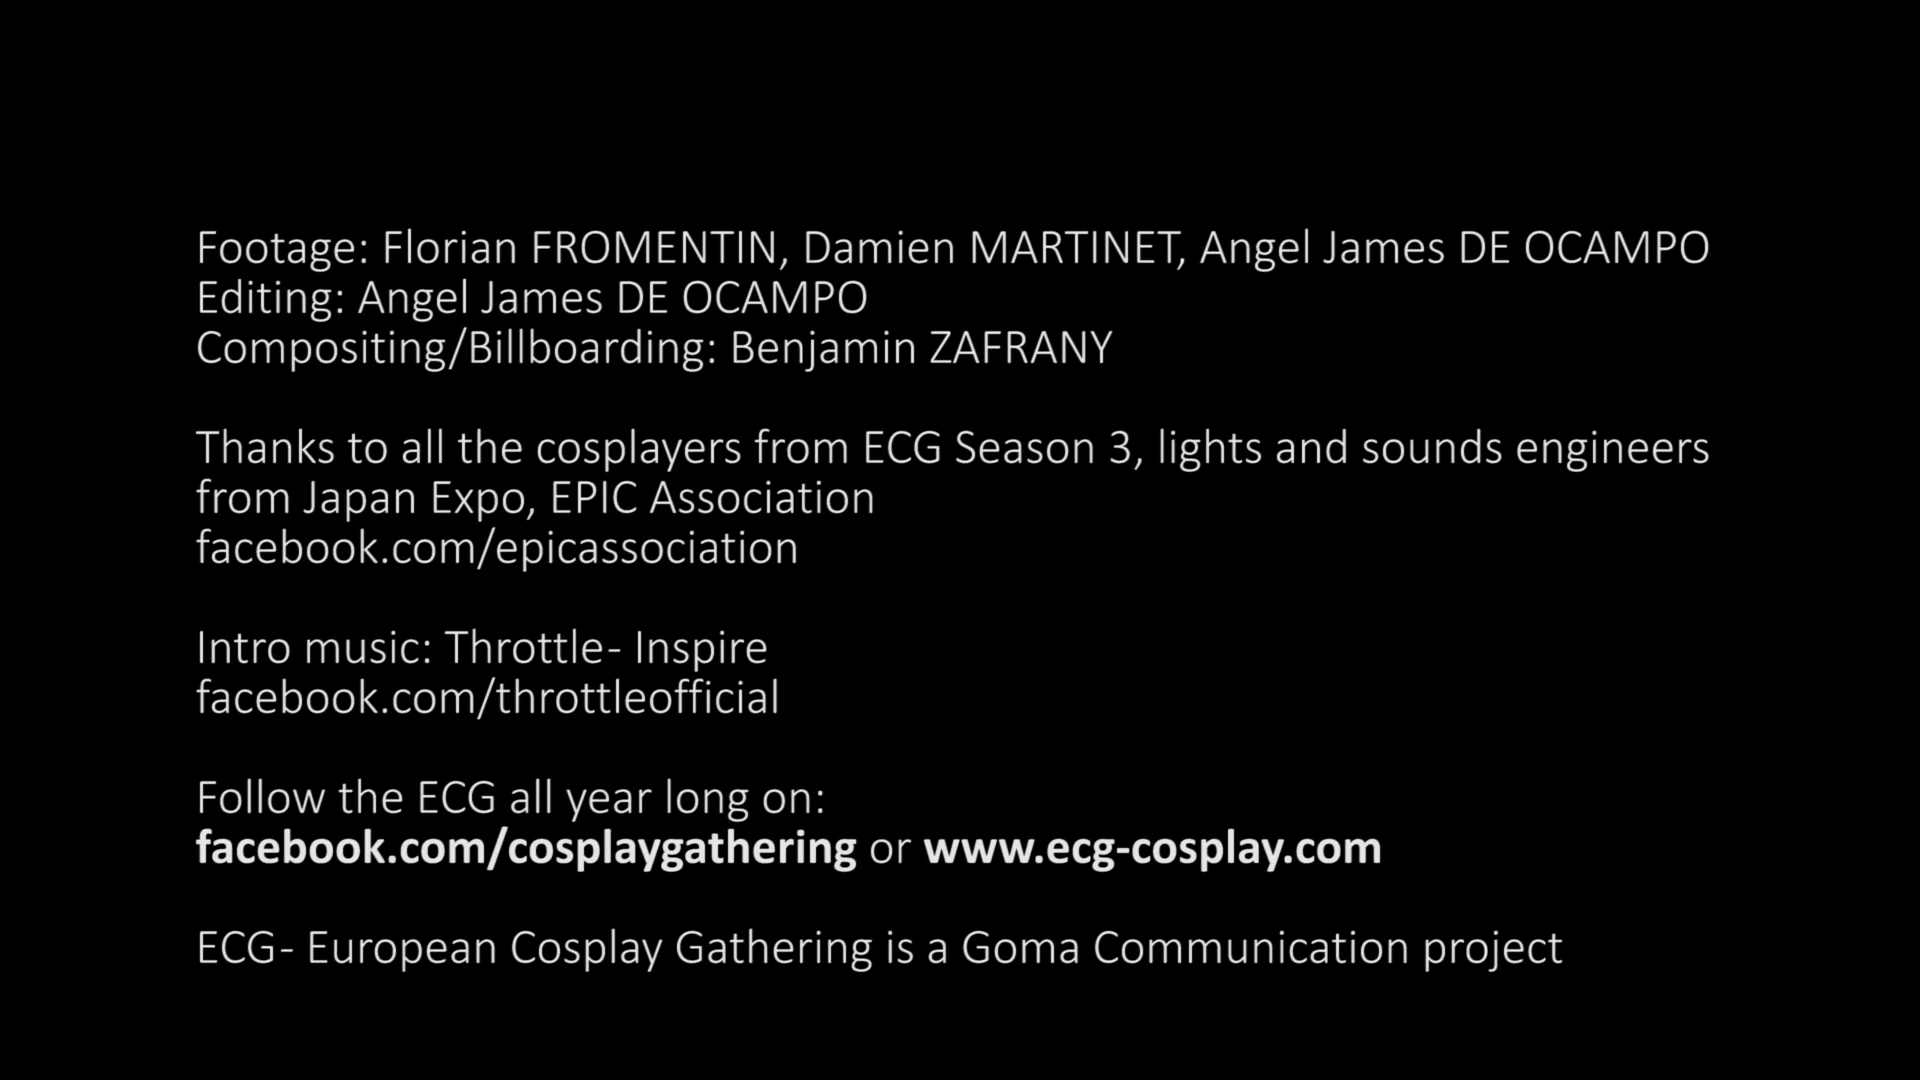 Footage: Florian FROMENTIN, Damien MARTINET, Angel James DE OCAMPO
Editing: Angel James DE OCAMPO
Compositing/Billboarding: Benjamin ZAFRANY
Thanks to all the cosplayers from ECG Season 3, lights and sounds engineers
from Japan Expo, EPIC Association
facebook.com/epicassociation
Intro music: Throttle- Inspire
facebook.com/throttleofficial
Follow the ECG all year long on:
facebook.com/cosplaygathering or www.ecg-cosplay.com
ECG- European Cosplay Gathering is a Goma Communication project